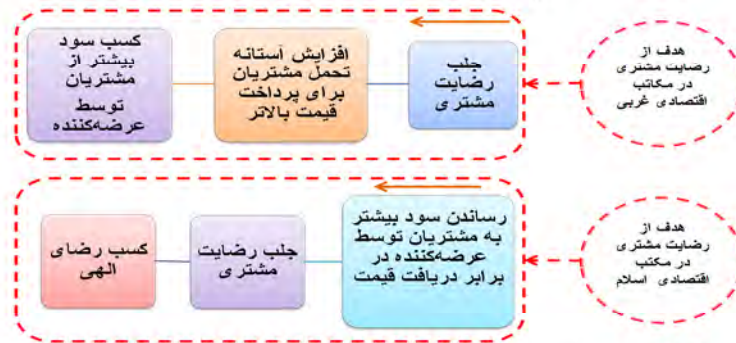 هدف از
رضایت مشتری
در مکاتب
اقتصادی غربی
جلب
رضایت
مشتری
افزایش آستانه
تحمل مشتریان
برای پرداخت
قیمت بالاتر
کسب سود
بیشتر از
مشتریان
توسط
عرضه‌کننده
هدف از
رضایت مشتری
در مکتب
اقتصادی اسلام
رساندن سود بیشتر
به مشتریان توسط
عرضه‌کننده در
برابر دریافت قیمت
جلب رضایت
مشتری
کسب رضای
الهی